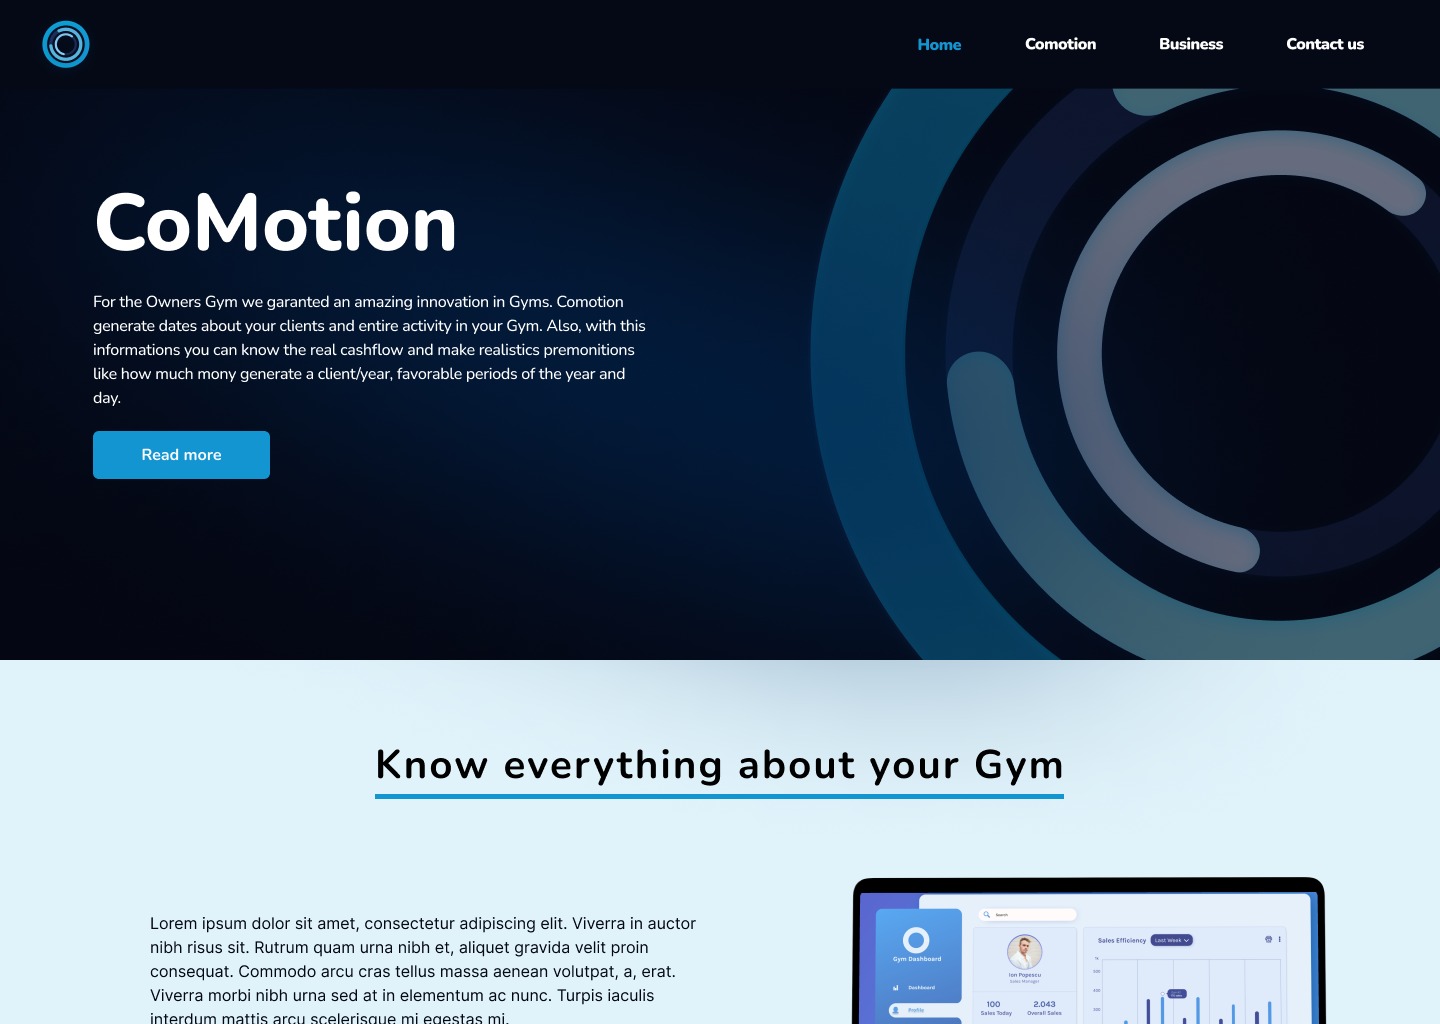 Home
Comotion
Business
Contact us
CoMotion
For the Owners Gym we garanted an amazing innovation in Gyms. Comotion
generate dates about your clients and entire activity in your Gym. Also, with this
informations you can know the real cashflow and make realistics premonitions
like how much mony generate a client/year, favorable periods of the year and
day.
Read more
Know everything about your Gym
Lorem ipsum dolor sit amet, consectetur adipiscing elit. Viverra in auctor
nibh risus sit. Rutrum quam urna nibh et, aliquet gravida velit proin
consequat. Commodo arcu cras tellus massa aenean volutpat, a, erat.
Viverra morbi nibh urna sed at in elementum ac nunc. Turpis iaculis
interdum mattis arcu scelerisque mi egestas mi.
Gym Dashboard
Dashboard
Profile
Search
Ion Popescu
Sales Manager
100
Sales Today
2.043
Overall Sales
Sales Efficiency
Last Week
%
500
400
300